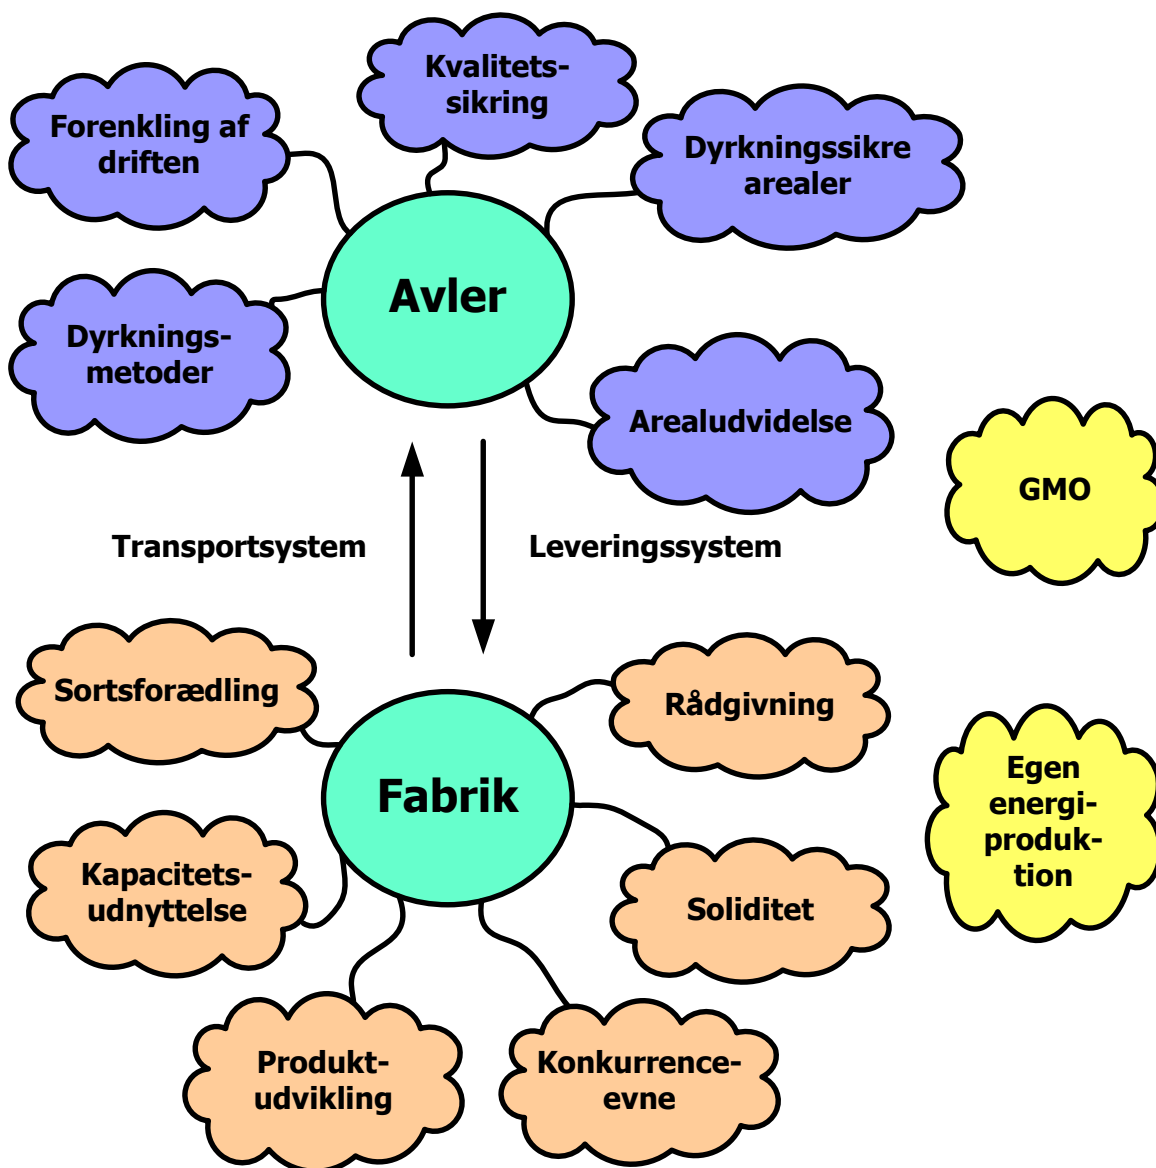 Kvalitets-
sikring
Forenkling af
driften
Dyrkningssikre
arealer
Avler
Dyrknings-
metoder
Arealudvidelse
GMO
Transportsystem
Leveringssystem
Sortsforædling
Rådgivning
Fabrik
Egen
energi-
produk-
tion
Kapacitets-
udnyttelse
Soliditet
Produkt-
udvikling
Konkurrence-
evne